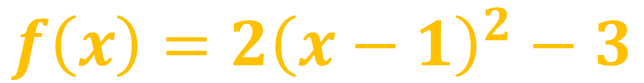 f(x) = 2(x − 1)² − 3